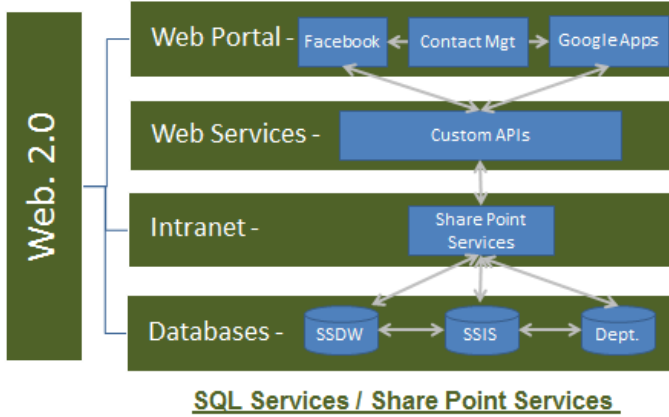 Web. 2.0
Web Portal -
Facebook
Contact Mgt
Google Apps
Web Services -
Custom APIs
Intranet -
Share Point
Services
Databases -
SSDW
SSIS
Dept.
SQL Services / Share Point Services